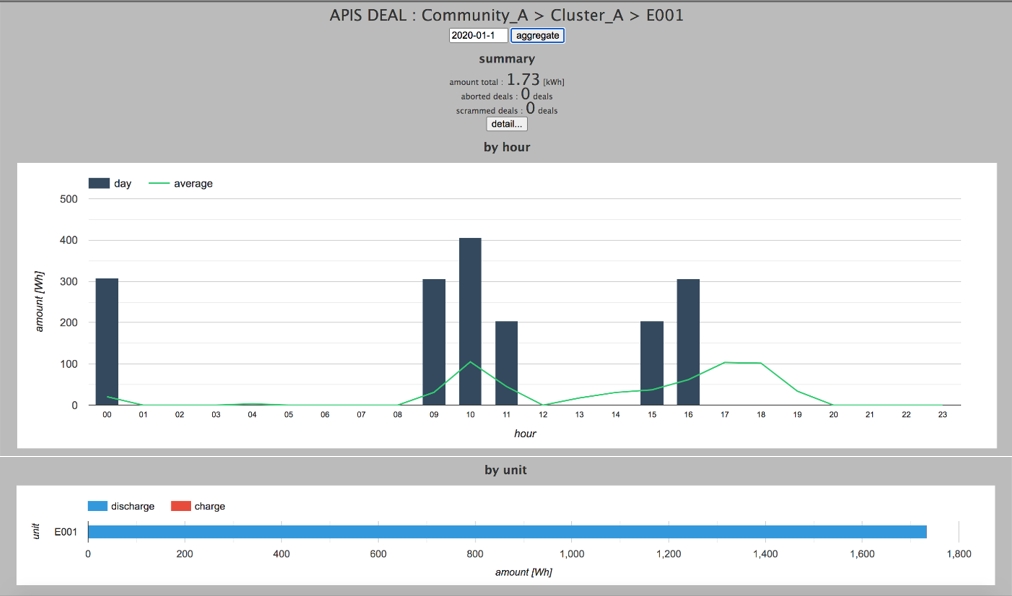 APIS DEAL : Community_A > Cluster_A > E001
2020-01-1 aggregate
summary
amount total : 1.73 [kWh]
aborted deals : 0 deals
scrammed deals : 0 deals
detail...
by hour
day average
500
400
300
200
100
0
amount [Wh]
00 01 02 03 04 05 06 07 08 09 10 11 12 13 14 15 16 17 18 19 20 21 22 23
hour
by unit
discharge charge
unit
E001
0 200 400 600 800 1,000 1,200 1,400 1,600 1,800
amount [Wh]